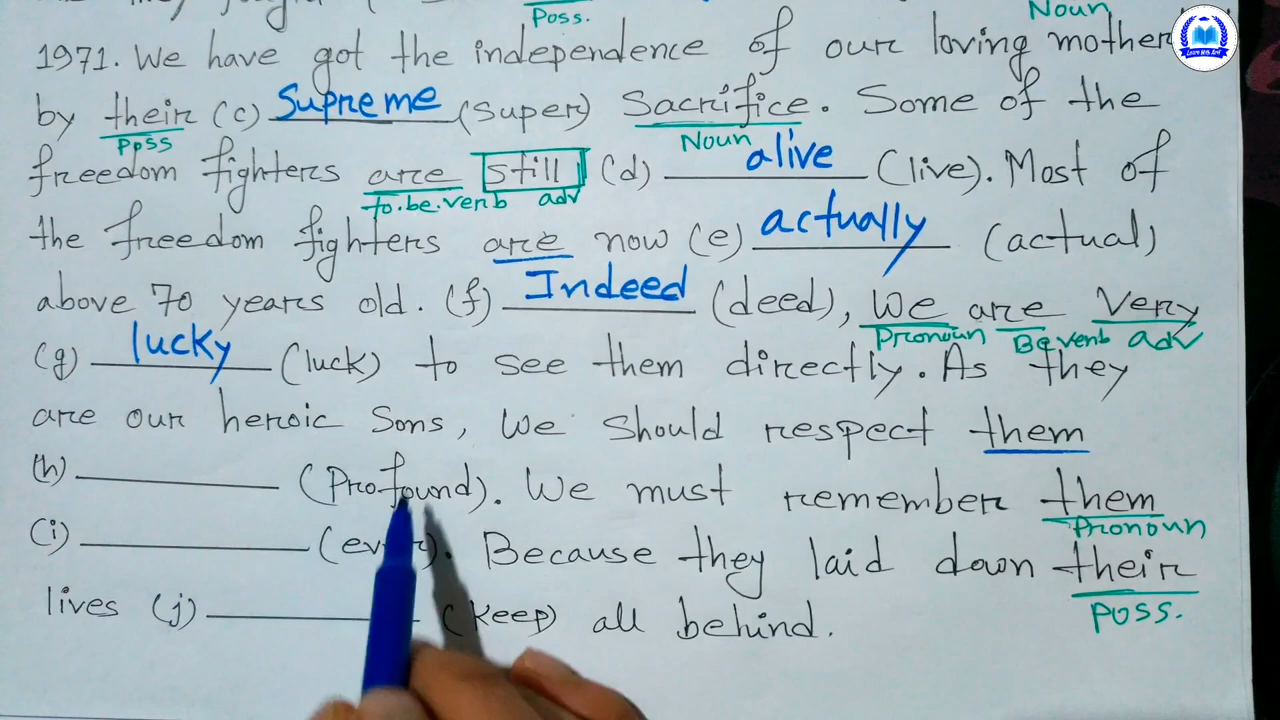 Poss. Noun
1971. We have got the independence of our loving mother
by their (c) Supreme (super) Sacrifice. Some of the
Poss Noun
freedom fighters are still (d) alive (live). Most of
to.be.verb adv
the freedom fighters are now (e) actually (actual)
above 70 years old. (f) Indeed (deed), we are very
Pronoun Be verb adv
(g) lucky (luck) to see them directly. As they
are our heroic Sons, we should respect them
(h) (Profound). We must remember them
Pronoun
(i) Because they laid down their
Poss.
lives (j) (keep) all behind.